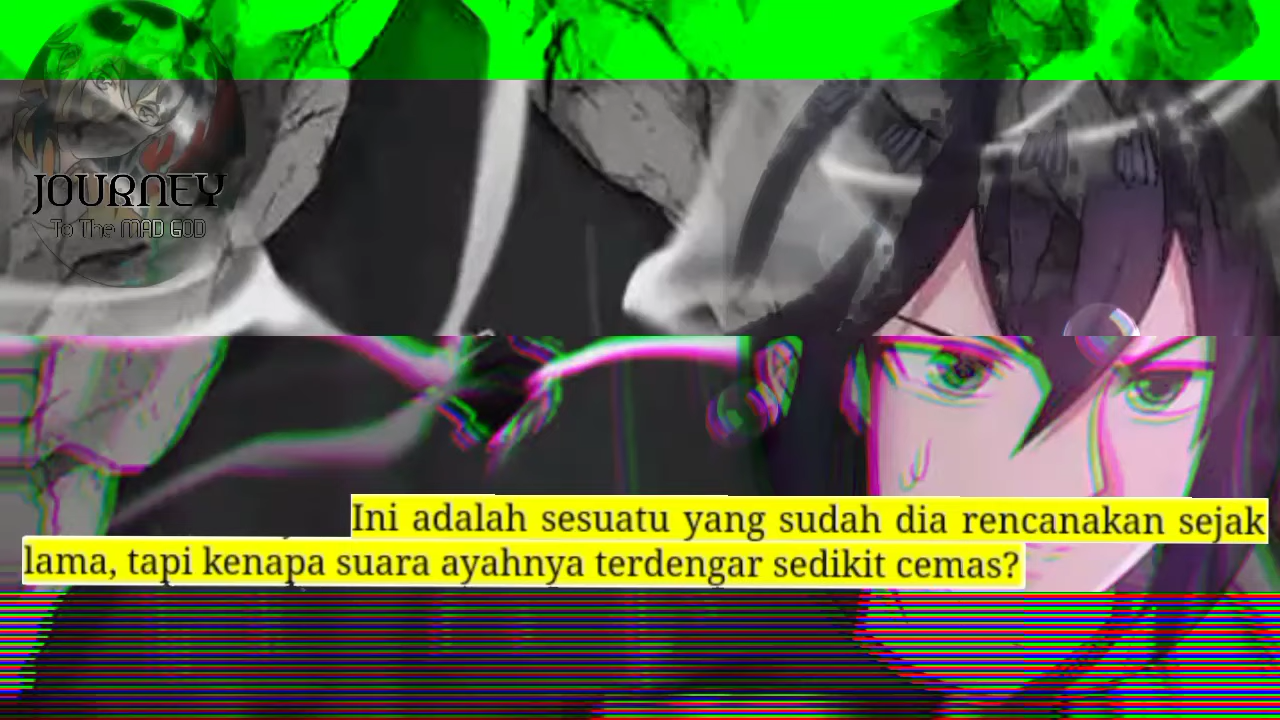 JOURNEY
To The MAD GOD
Ini adalah sesuatu yang sudah dia rencanakan sejak
lama, tapi kenapa suara ayahnya terdengar sedikit cemas?